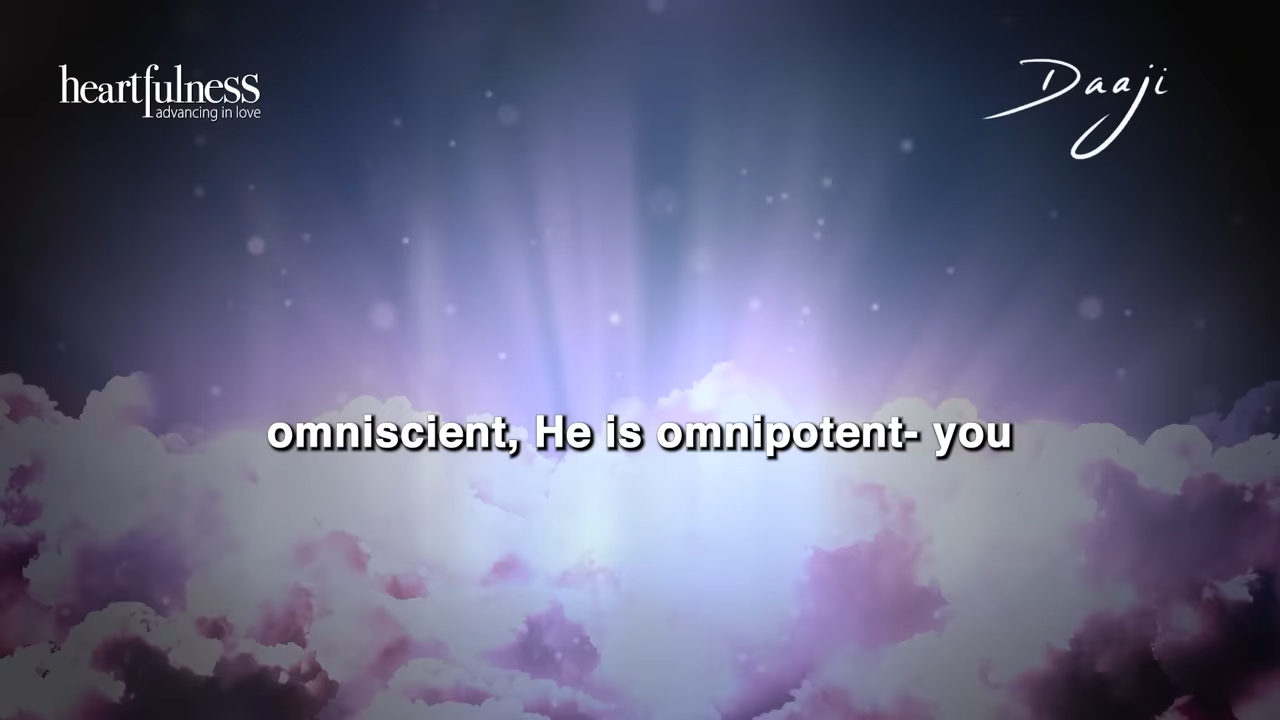 heartfulness
advancing in love
Daaji
omniscient, He is omnipotent- you